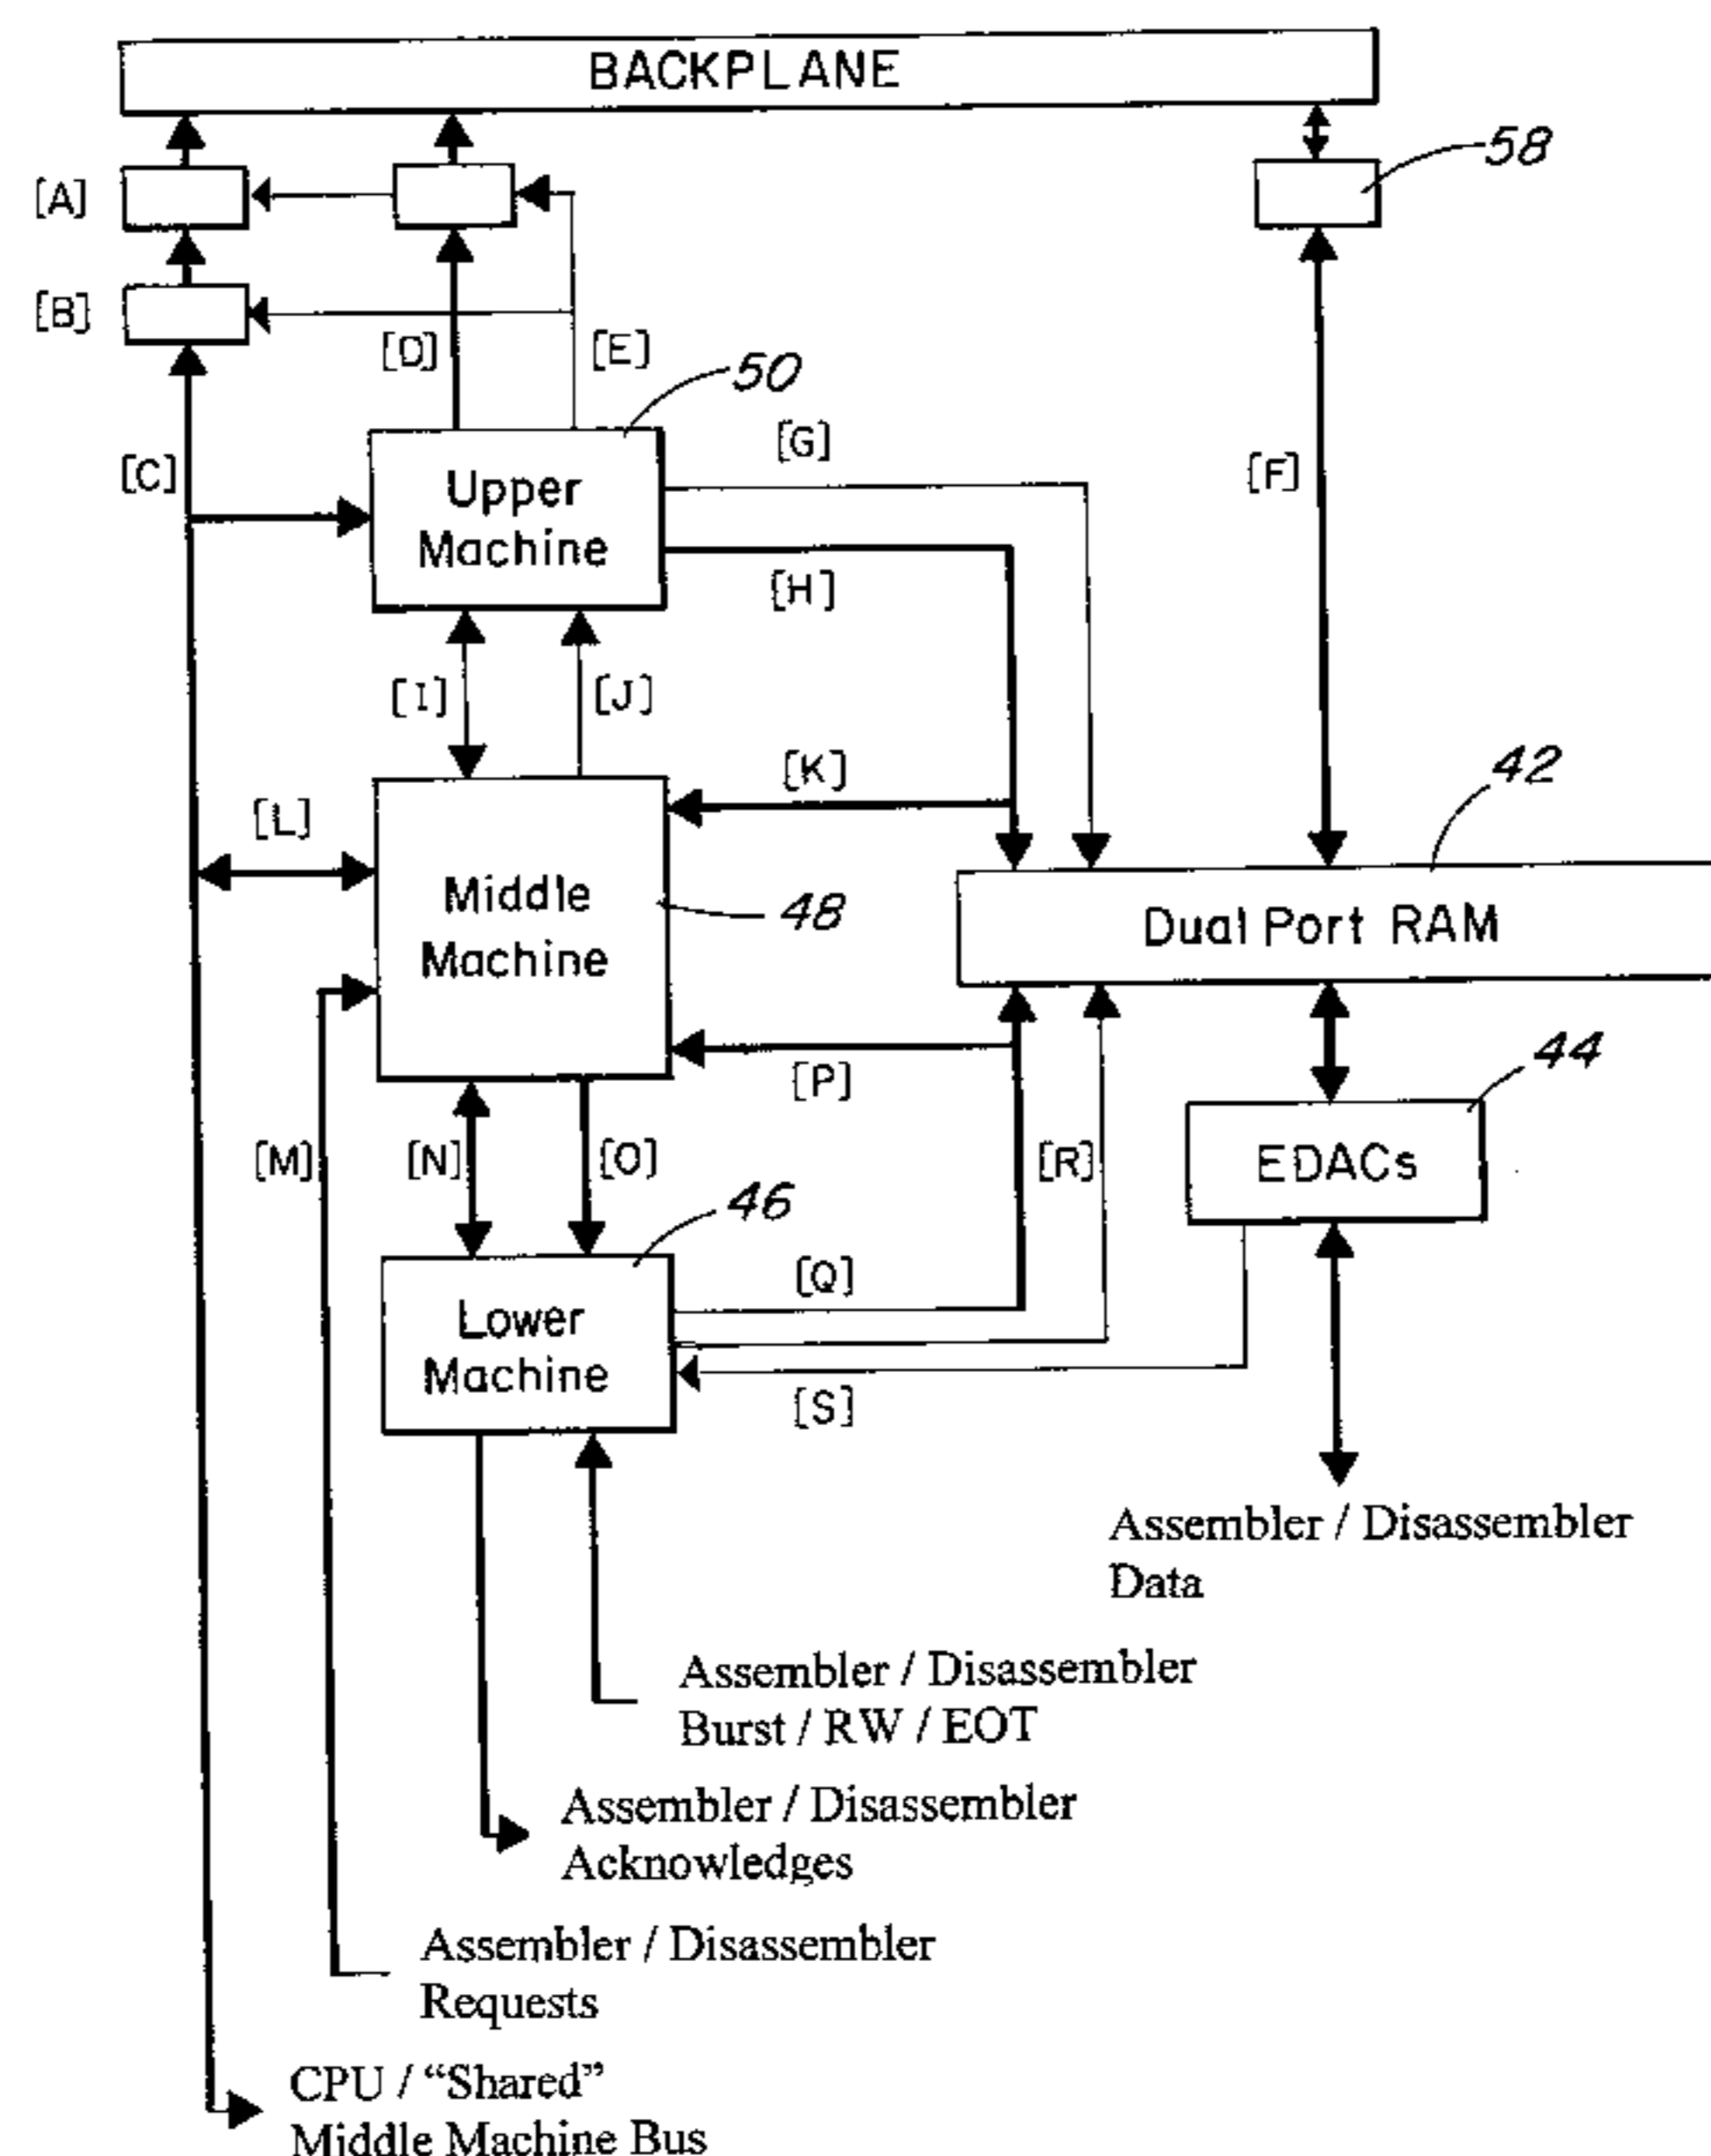 BACKPLANE
58
[A]
[B]
[D]
[E]
50
[G]
[C]
Upper
Machine
[F]
[H]
[I]
[J]
[K]
42
[L]
Middle
Machine
48
Dual Port RAM
[P]
44
[M]
[N]
[O]
[R]
EDACs
46
[Q]
Lower
Machine
[S]
Assembler / Disassembler
Data
Assembler / Disassembler
Burst / RW / EOT
Assembler / Disassembler
Acknowledges
Assembler / Disassembler
Requests
CPU / “Shared”
Middle Machine Bus